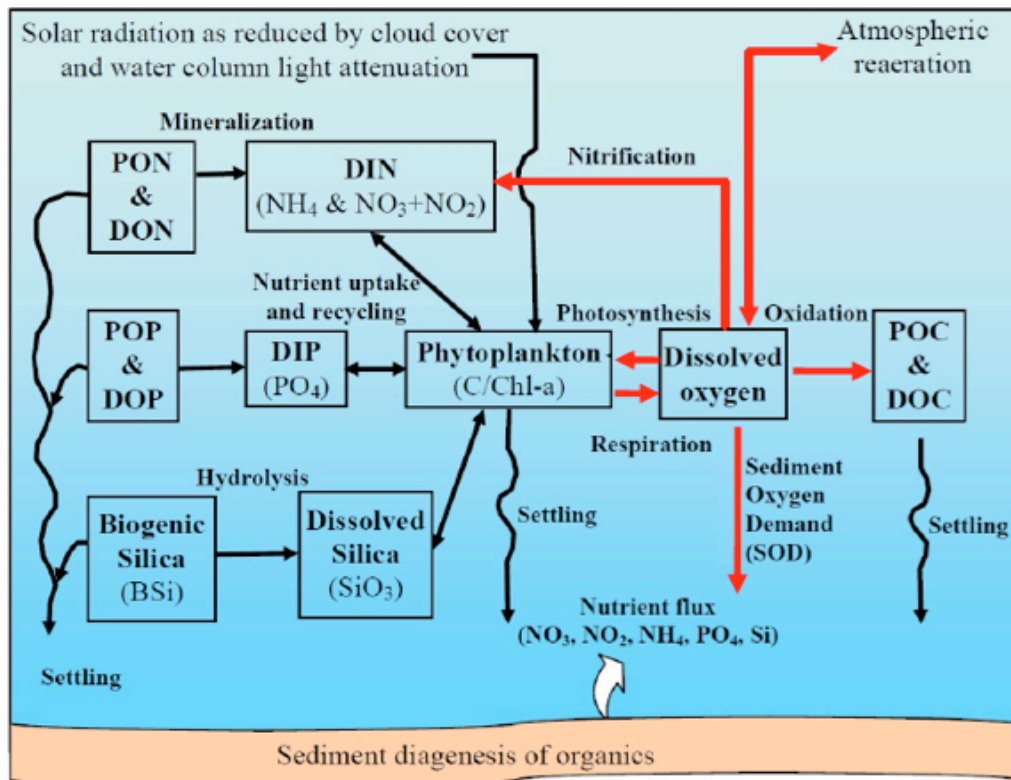 Solar radiation as reduced by cloud cover
and water column light attenuation
Atmospheric
reaeration
Mineralization
PON
&
DON
DIN
(NH₄ & NO₃+NO₂)
Nitrification
Nutrient uptake
and recycling
Photosynthesis
Oxidation
POP
&
DOP
DIP
(PO₄)
Phytoplankton
(C/Chl-a)
Dissolved
oxygen
POC
&
DOC
Respiration
Hydrolysis
Biogenic
Silica
(BSi)
Dissolved
Silica
(SiO₃)
Settling
Sediment
Oxygen
Demand
(SOD)
Settling
Nutrient flux
(NO₃, NO₂, NH₄, PO₄, Si)
Settling
Sediment diagenesis of organics